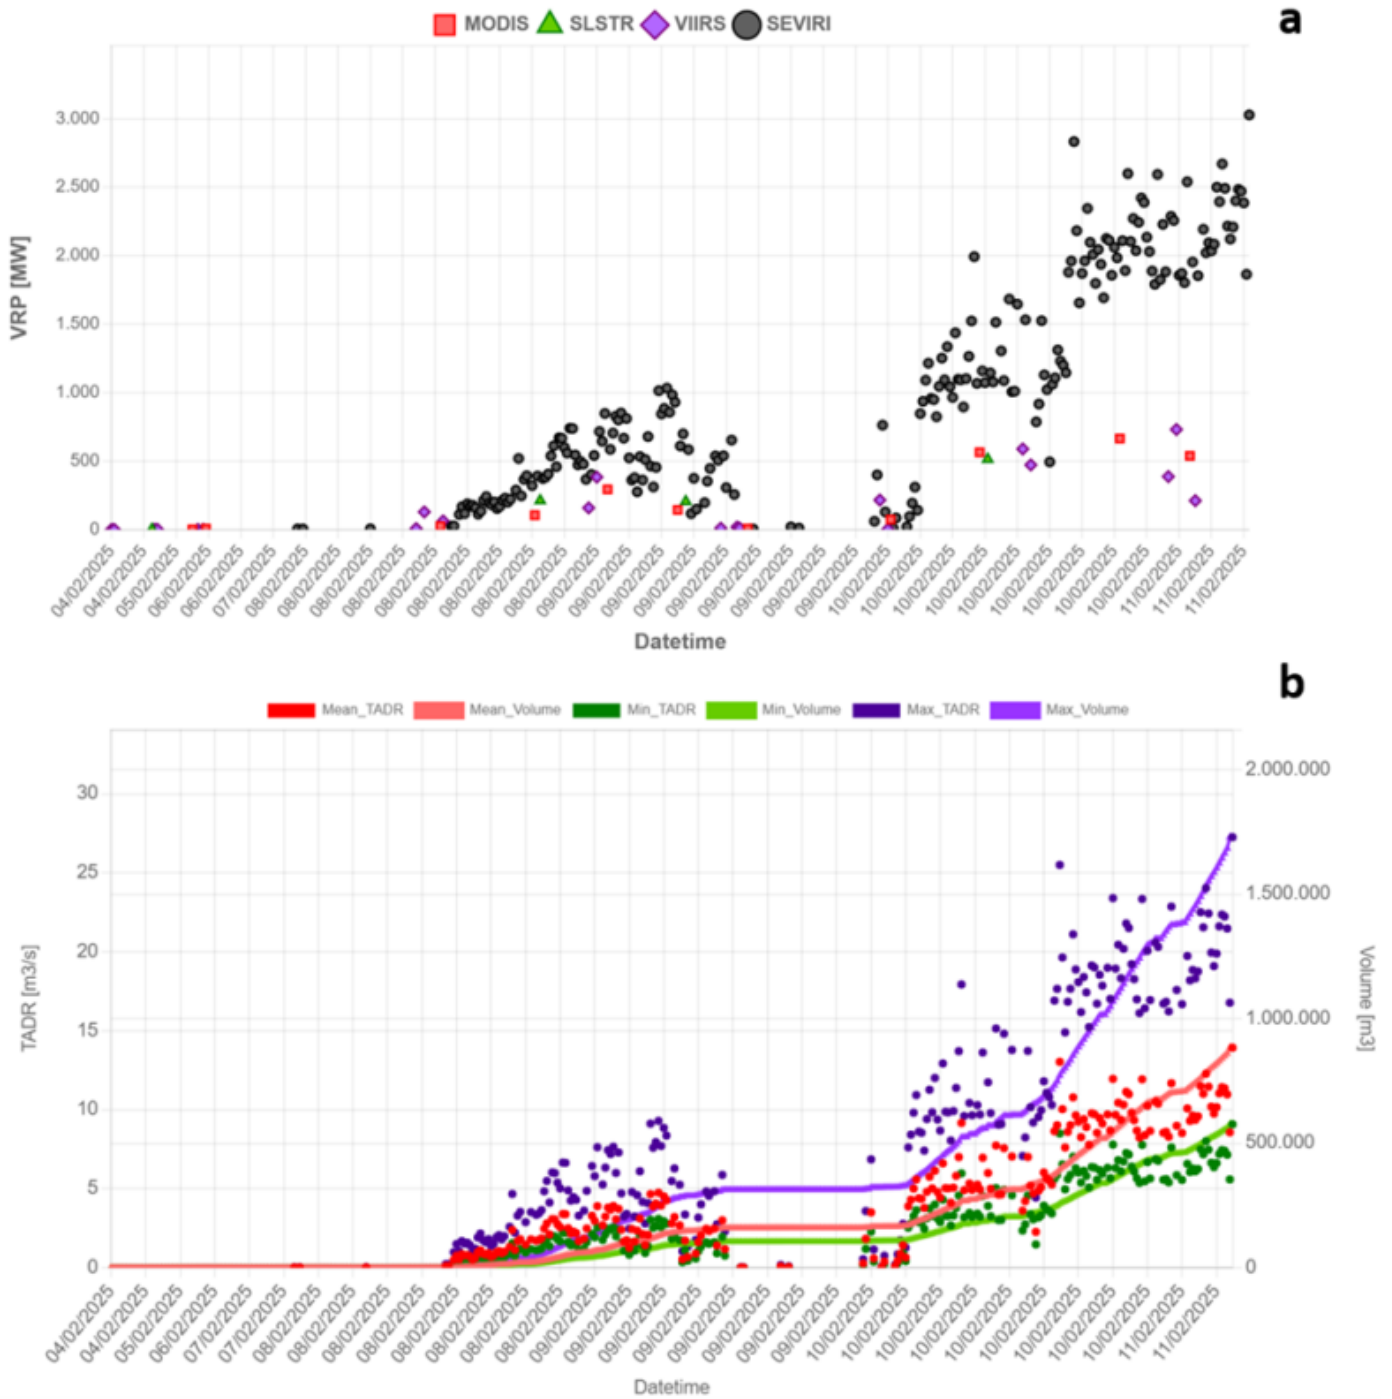 a
MODIS SLSTR VIIRS SEVIRI
3.000
2.500
2.000
1.500
1.000
500
0
VRP [MW]
04/02/2025 04/02/2025 05/02/2025 06/02/2025 06/02/2025 07/02/2025 08/02/2025 08/02/2025 08/02/2025 08/02/2025 08/02/2025 08/02/2025 08/02/2025 08/02/2025 09/02/2025 09/02/2025 09/02/2025 09/02/2025 09/02/2025 09/02/2025 09/02/2025 09/02/2025 09/02/2025 09/02/2025 10/02/2025 10/02/2025 10/02/2025 10/02/2025 10/02/2025 10/02/2025 10/02/2025 10/02/2025 10/02/2025 11/02/2025 11/02/2025 11/02/2025
Datetime
b
Mean_TADR Mean_Volume Min_TADR Min_Volume Max_TADR Max_Volume
30
25
20
15
10
5
0
TADR [m3/s]
2.000.000
1.500.000
1.000.000
500.000
0
Volume [m3]
04/02/2025 04/02/2025 05/02/2025 06/02/2025 07/02/2025 07/02/2025 08/02/2025 08/02/2025 08/02/2025 08/02/2025 08/02/2025 08/02/2025 08/02/2025 09/02/2025 09/02/2025 09/02/2025 09/02/2025 09/02/2025 09/02/2025 09/02/2025 09/02/2025 09/02/2025 10/02/2025 10/02/2025 10/02/2025 10/02/2025 10/02/2025 10/02/2025 10/02/2025 10/02/2025 10/02/2025 11/02/2025 11/02/2025
Datetime